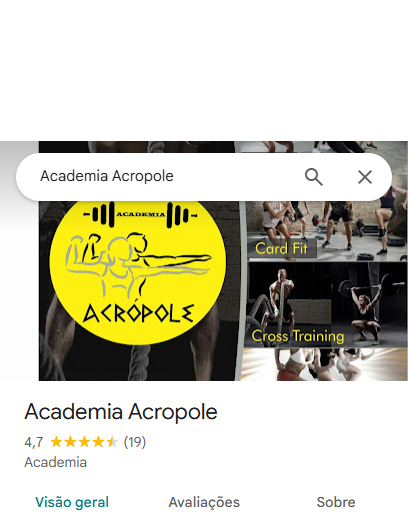 Academia Acropole
ACADEMIA
ACRÓPOLE
Card Fit
Cross Training
Academia Acropole
4,7 (19)
Academia
Visão geral Avaliações Sobre